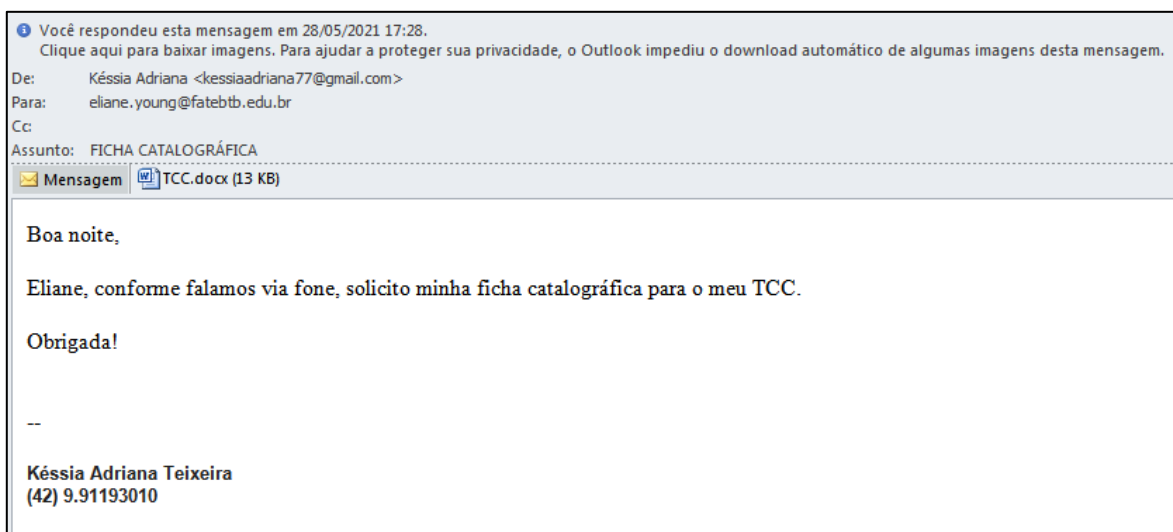 Você respondeu esta mensagem em 28/05/2021 17:28.
Clique aqui para baixar imagens. Para ajudar a proteger sua privacidade, o Outlook impediu o download automático de algumas imagens desta mensagem.
De: Késsia Adriana <kessiaadriana77@gmail.com>
Para: eliane.young@fatebtb.edu.br
Cc:
Assunto: FICHA CATALOGRÁFICA
Mensagem TCC.docx (13 KB)
Boa noite,
Eliane, conforme falamos via fone, solicito minha ficha catalográfica para o meu TCC.
Obrigada!
--
Késsia Adriana Teixeira
(42) 9.91193010